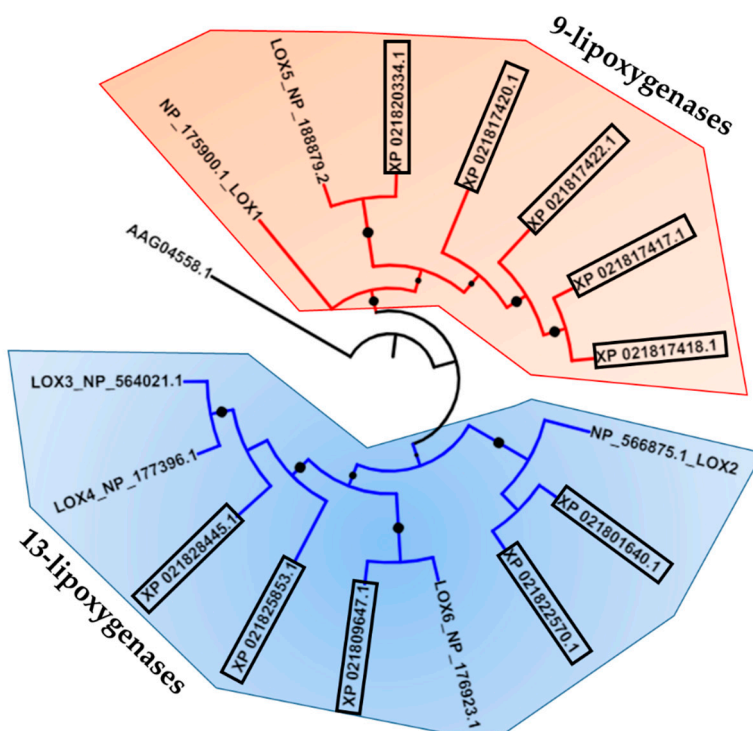 9-lipoxygenases
LOX5_NP_188879.2
XP 021820334.1
XP 021817420.1
XP 021817422.1
XP 021817417.1
XP 021817418.1
NP_175900.1_LOX1
AAG04558.1
LOX3_NP_564021.1
LOX4_NP_177396.1
XP 021828445.1
XP 021825853.1
XP 021809647.1
LOX6_NP_176923.1
XP 021822570.1
XP 021801640.1
NP_566875.1_LOX2
13-lipoxygenases